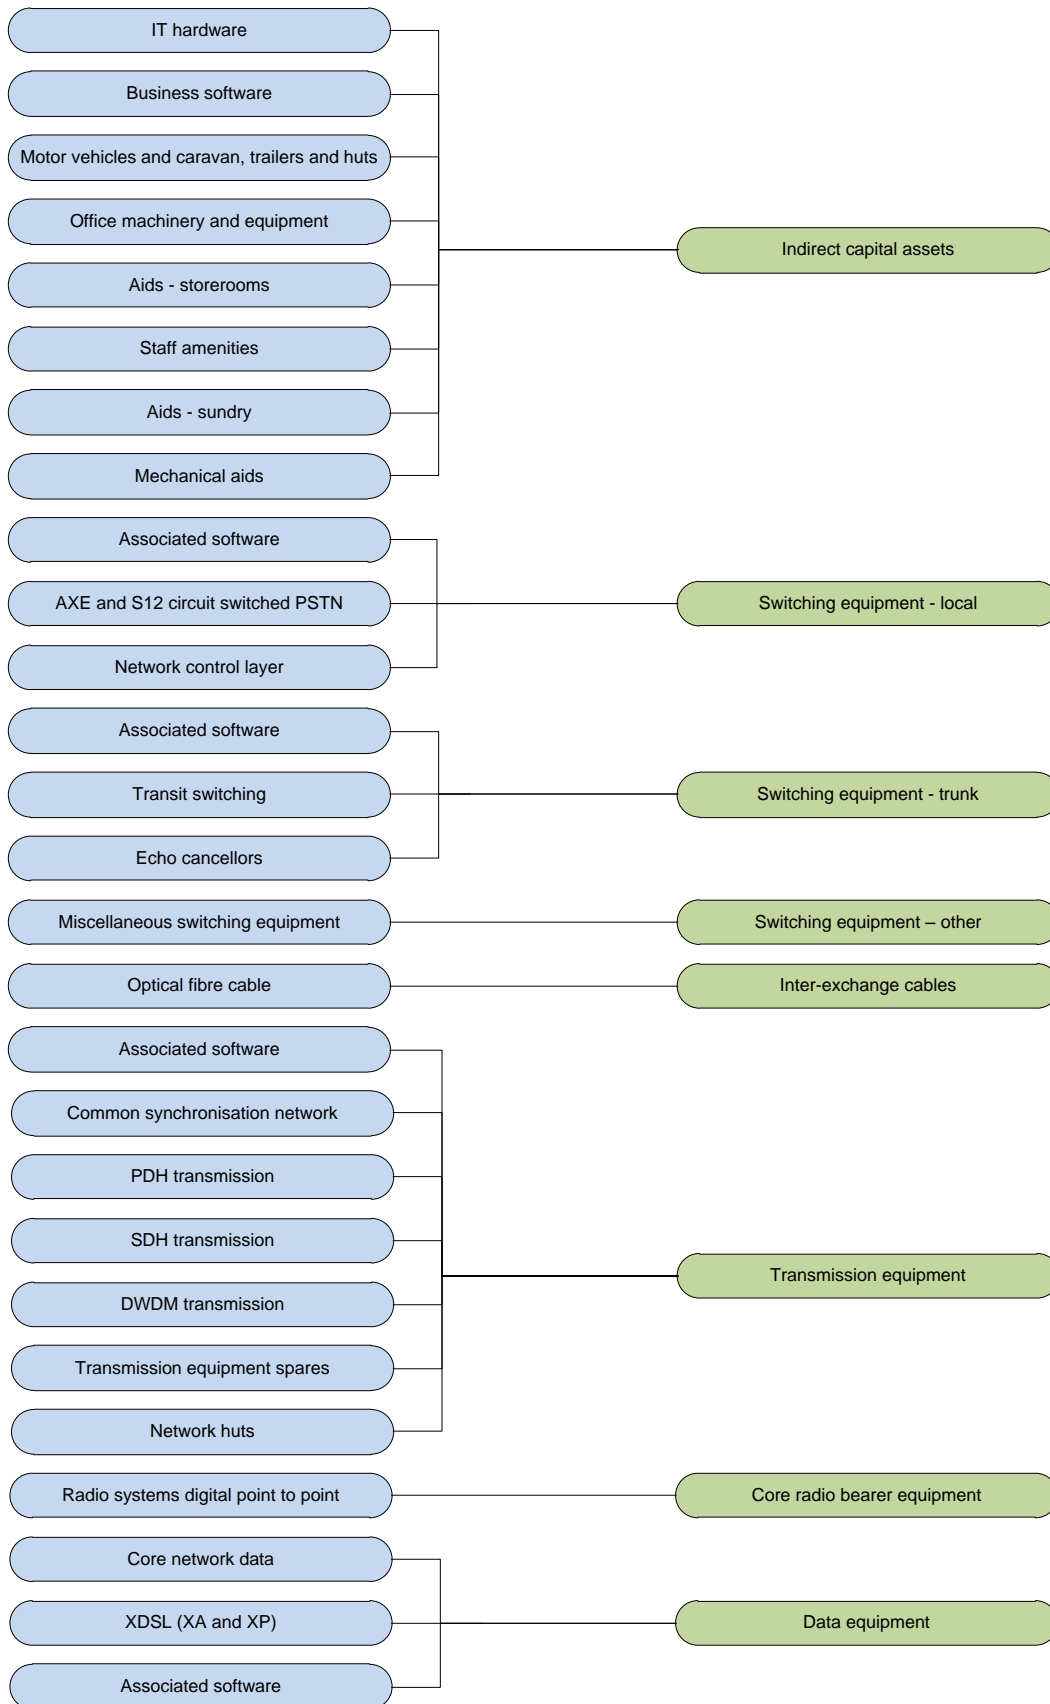 IT hardware
Business software
Motor vehicles and caravan, trailers and huts
Office machinery and equipment
Indirect capital assets
Aids - storerooms
Staff amenities
Aids - sundry
Mechanical aids
Associated software
AXE and S12 circuit switched PSTN
Switching equipment - local
Network control layer
Associated software
Transit switching
Switching equipment - trunk
Echo cancellors
Miscellaneous switching equipment
Switching equipment – other
Optical fibre cable
Inter-exchange cables
Associated software
Common synchronisation network
PDH transmission
SDH transmission
Transmission equipment
DWDM transmission
Transmission equipment spares
Network huts
Radio systems digital point to point
Core radio bearer equipment
Core network data
XDSL (XA and XP)
Data equipment
Associated software